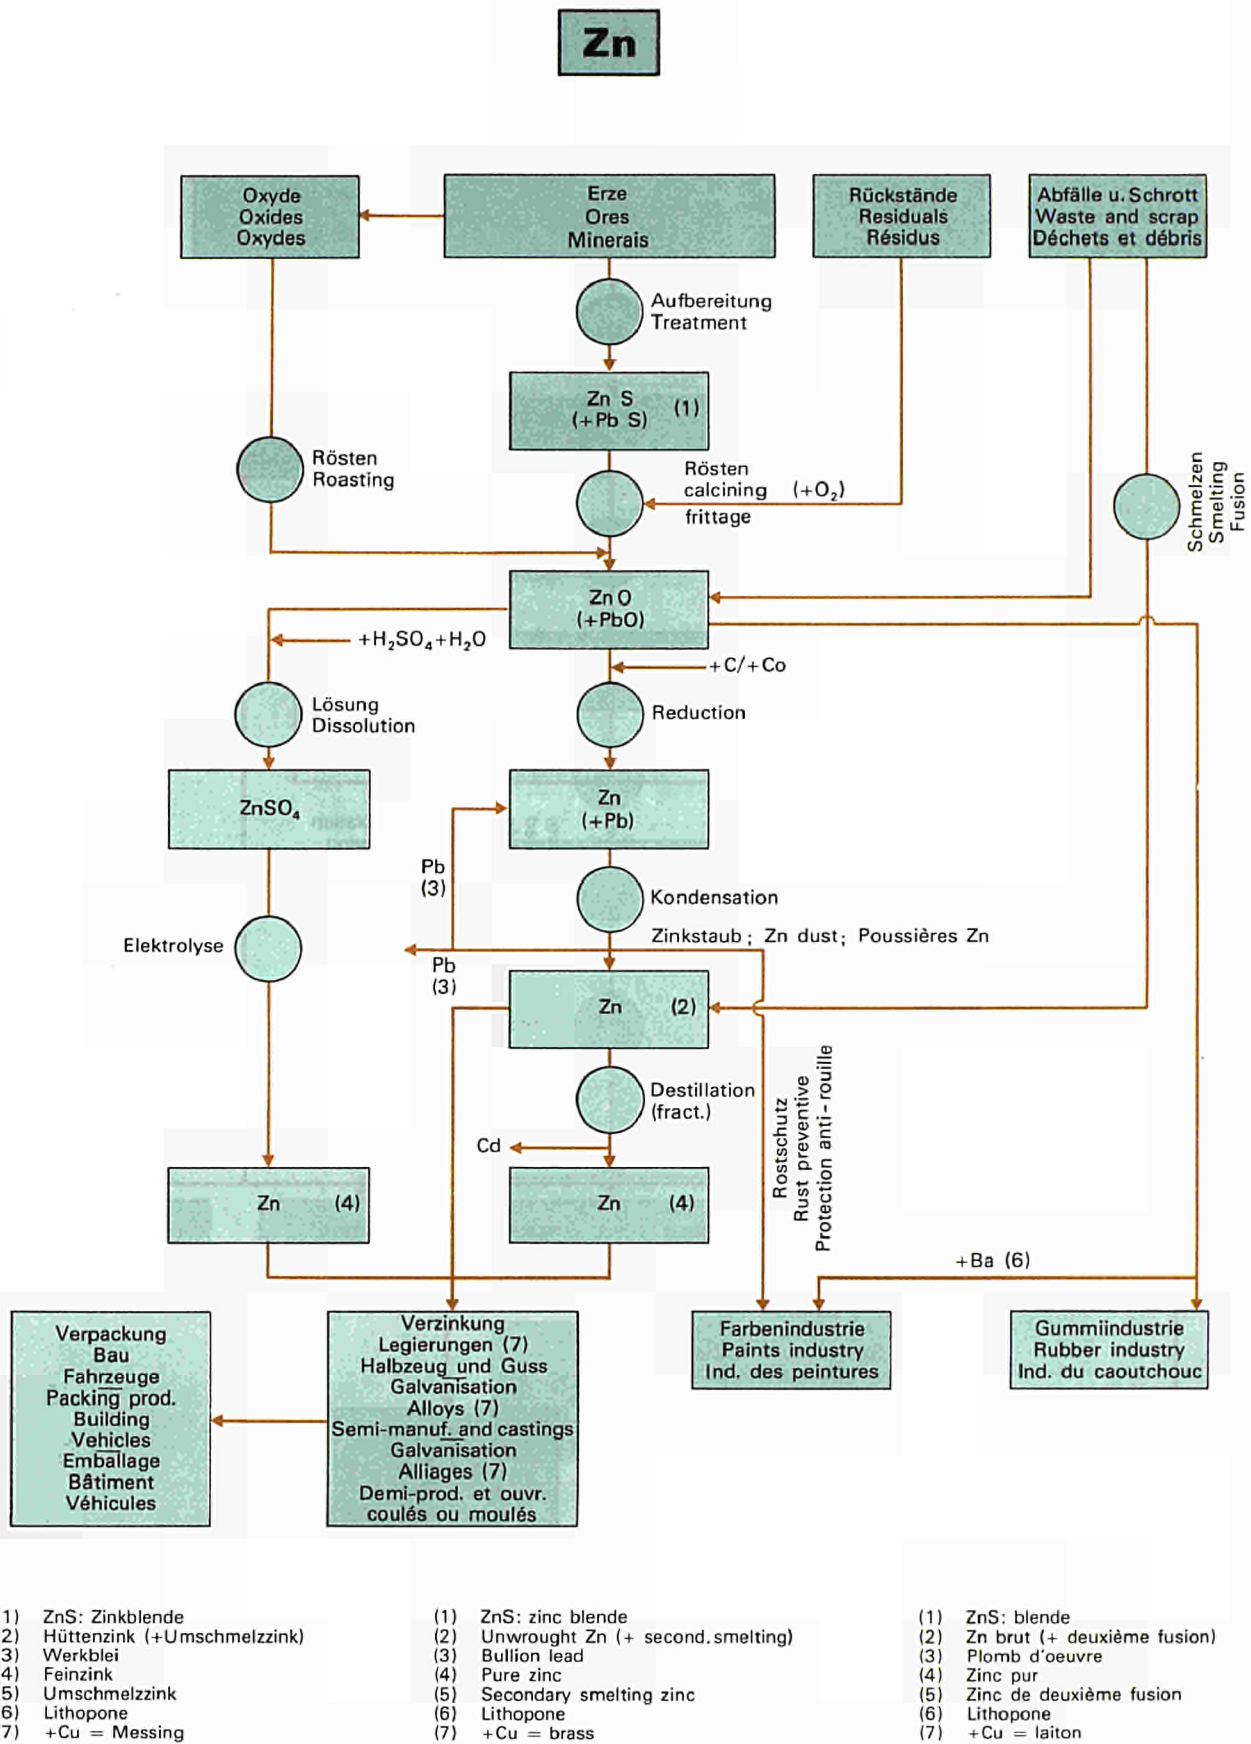 Zn
Oxyde
Oxides
Oxydes
Erze
Ores
Minerais
Rückstände
Residuals
Résidus
Abfälle u. Schrott
Waste and scrap
Déchets et débris
Aufbereitung
Treatment
Zn S
(+Pb S)
(1)
Rösten
Roasting
Rösten
calcining (+O₂)
frittage
Schmelzen
Smelting
Fusion
Zn O
(+PbO)
+H₂SO₄+H₂O
+C/+Co
Lösung
Dissolution
Reduction
ZnSO₄
Zn
(+Pb)
Pb
(3)
Kondensation
Elektrolyse
Zinkstaub; Zn dust; Poussières Zn
Pb
(3)
Zn (2)
Destillation
(fract.)
Rostschutz
Rust preventive
Protection anti-rouille
Cd
Zn (4)
Zn (4)
+Ba (6)
Verpackung
Bau
Fahrzeuge
Packing prod.
Building
Vehicles
Emballage
Bâtiment
Véhicules
Verzinkung
Legierungen (7)
Halbzeug und Guss
Galvanisation
Alloys (7)
Semi-manuf. and castings
Galvanisation
Alliages (7)
Demi-prod. et ouvr.
coulés ou moulés
Farbenindustrie
Paints industry
Ind. des peintures
Gummiindustrie
Rubber industry
Ind. du caoutchouc
1) ZnS: Zinkblende
2) Hüttenzink (+Umschmelzzink)
3) Werkblei
4) Feinzink
5) Umschmelzzink
6) Lithopone
7) +Cu = Messing
(1) ZnS: zinc blende
(2) Unwrought Zn (+ second. smelting)
(3) Bullion lead
(4) Pure zinc
(5) Secondary smelting zinc
(6) Lithopone
(7) +Cu = brass
(1) ZnS: blende
(2) Zn brut (+ deuxième fusion)
(3) Plomb d'oeuvre
(4) Zinc pur
(5) Zinc de deuxième fusion
(6) Lithopone
(7) +Cu = laiton